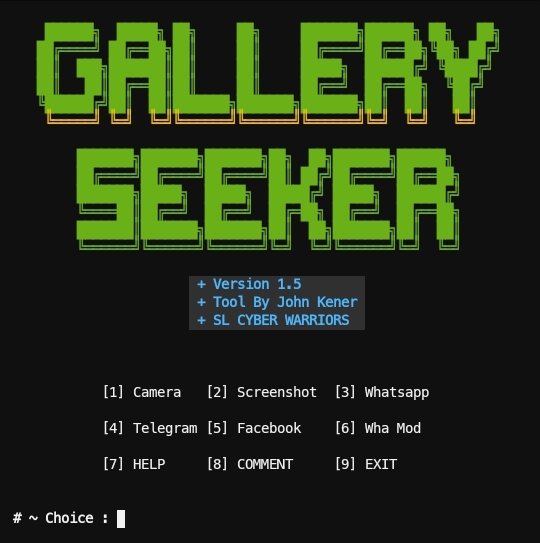 GALLERY
SEEKER
+ Version 1.5
+ Tool By John Kener
+ SL CYBER WARRIORS
[1] Camera [2] Screenshot [3] Whatsapp
[4] Telegram [5] Facebook [6] Wha Mod
[7] HELP [8] COMMENT [9] EXIT
# ~ Choice :